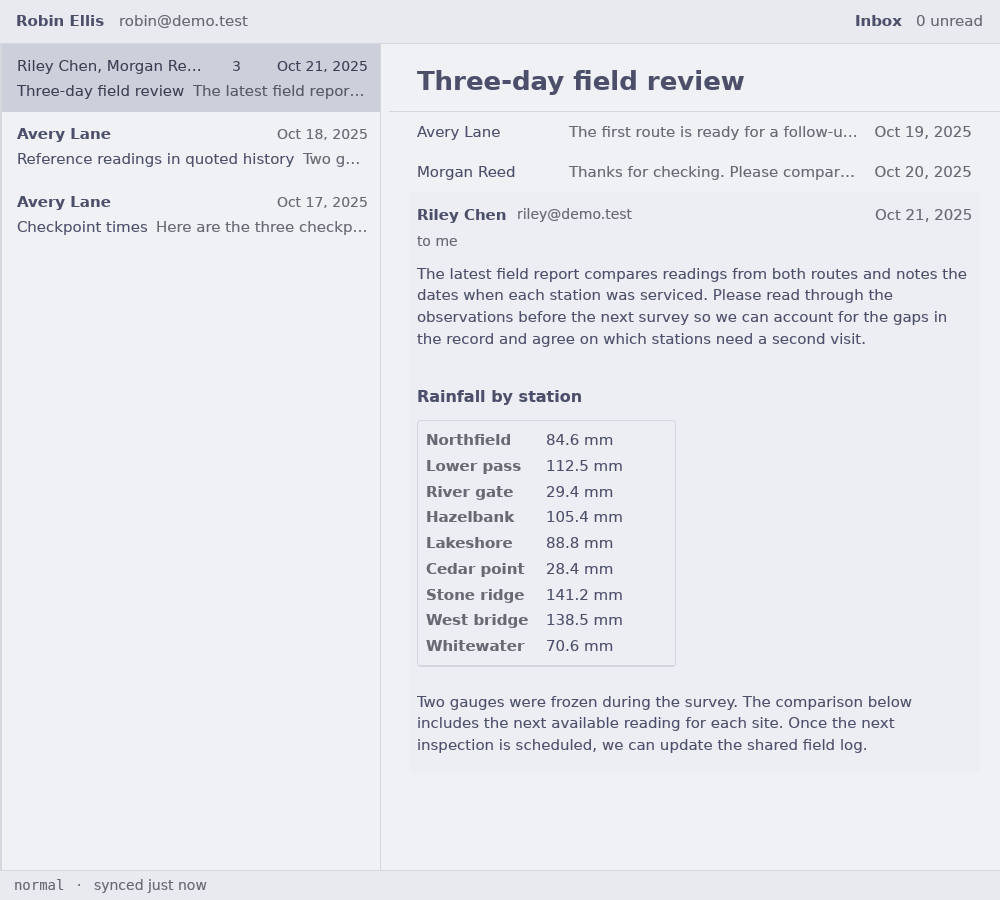 Robin Ellis robin@demo.test
Inbox 0 unread
Riley Chen, Morgan Re… 3 Oct 21, 2025
Three-day field review The latest field repor…
Avery Lane Oct 18, 2025
Reference readings in quoted history Two g…
Avery Lane Oct 17, 2025
Checkpoint times Here are the three checkp…
Three-day field review
Avery Lane The first route is ready for a follow-u… Oct 19, 2025
Morgan Reed Thanks for checking. Please compar… Oct 20, 2025
Riley Chen riley@demo.test Oct 21, 2025
to me
The latest field report compares readings from both routes and notes the
dates when each station was serviced. Please read through the
observations before the next survey so we can account for the gaps in
the record and agree on which stations need a second visit.
Rainfall by station
Northfield 84.6 mm
Lower pass 112.5 mm
River gate 29.4 mm
Hazelbank 105.4 mm
Lakeshore 88.8 mm
Cedar point 28.4 mm
Stone ridge 141.2 mm
West bridge 138.5 mm
Whitewater 70.6 mm
Two gauges were frozen during the survey. The comparison below
includes the next available reading for each site. Once the next
inspection is scheduled, we can update the shared field log.
normal · synced just now